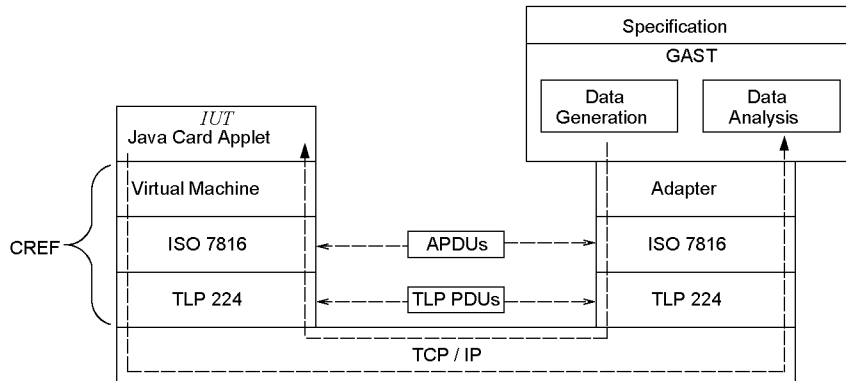 Specification
GAST
Data
Generation
Data
Analysis
IUT
Java Card Applet
Virtual Machine
Adapter
CREF
ISO 7816
APDUs
ISO 7816
TLP 224
TLP PDUs
TLP 224
TCP / IP